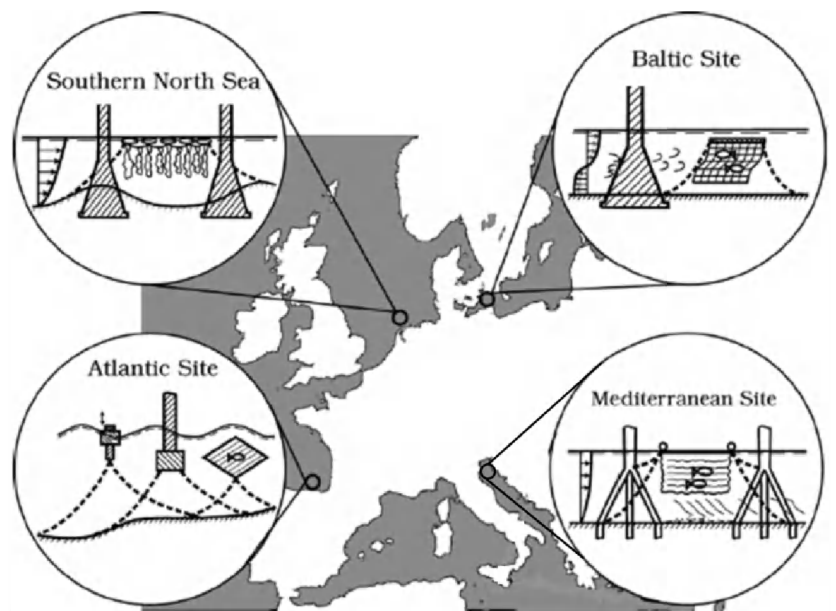 Southern North Sea
Baltic Site
Atlantic Site
Mediterranean Site